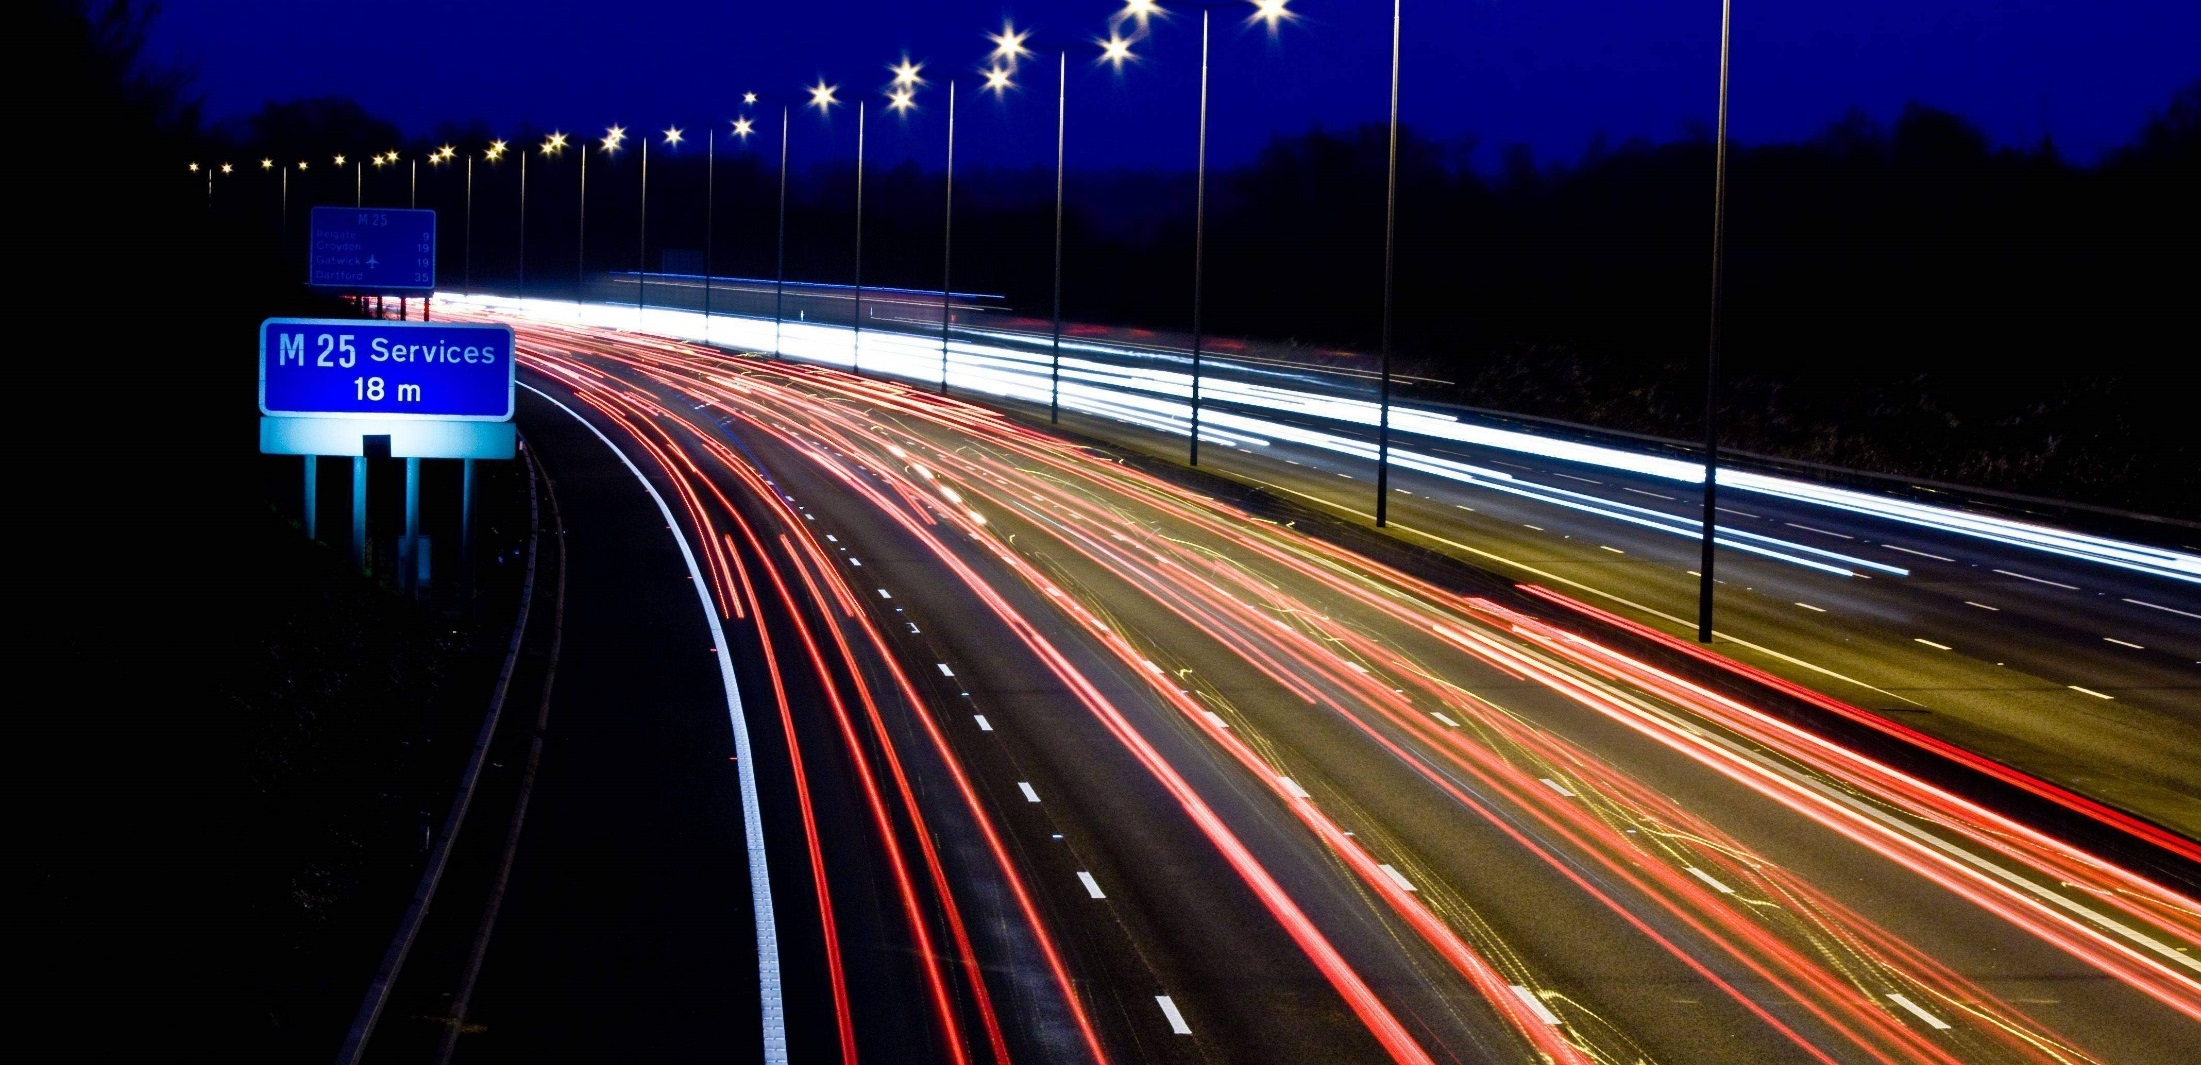 M 25
Reigate 9
Croydon 19
Gatwick 19
Dartford 35
M 25 Services
18 m